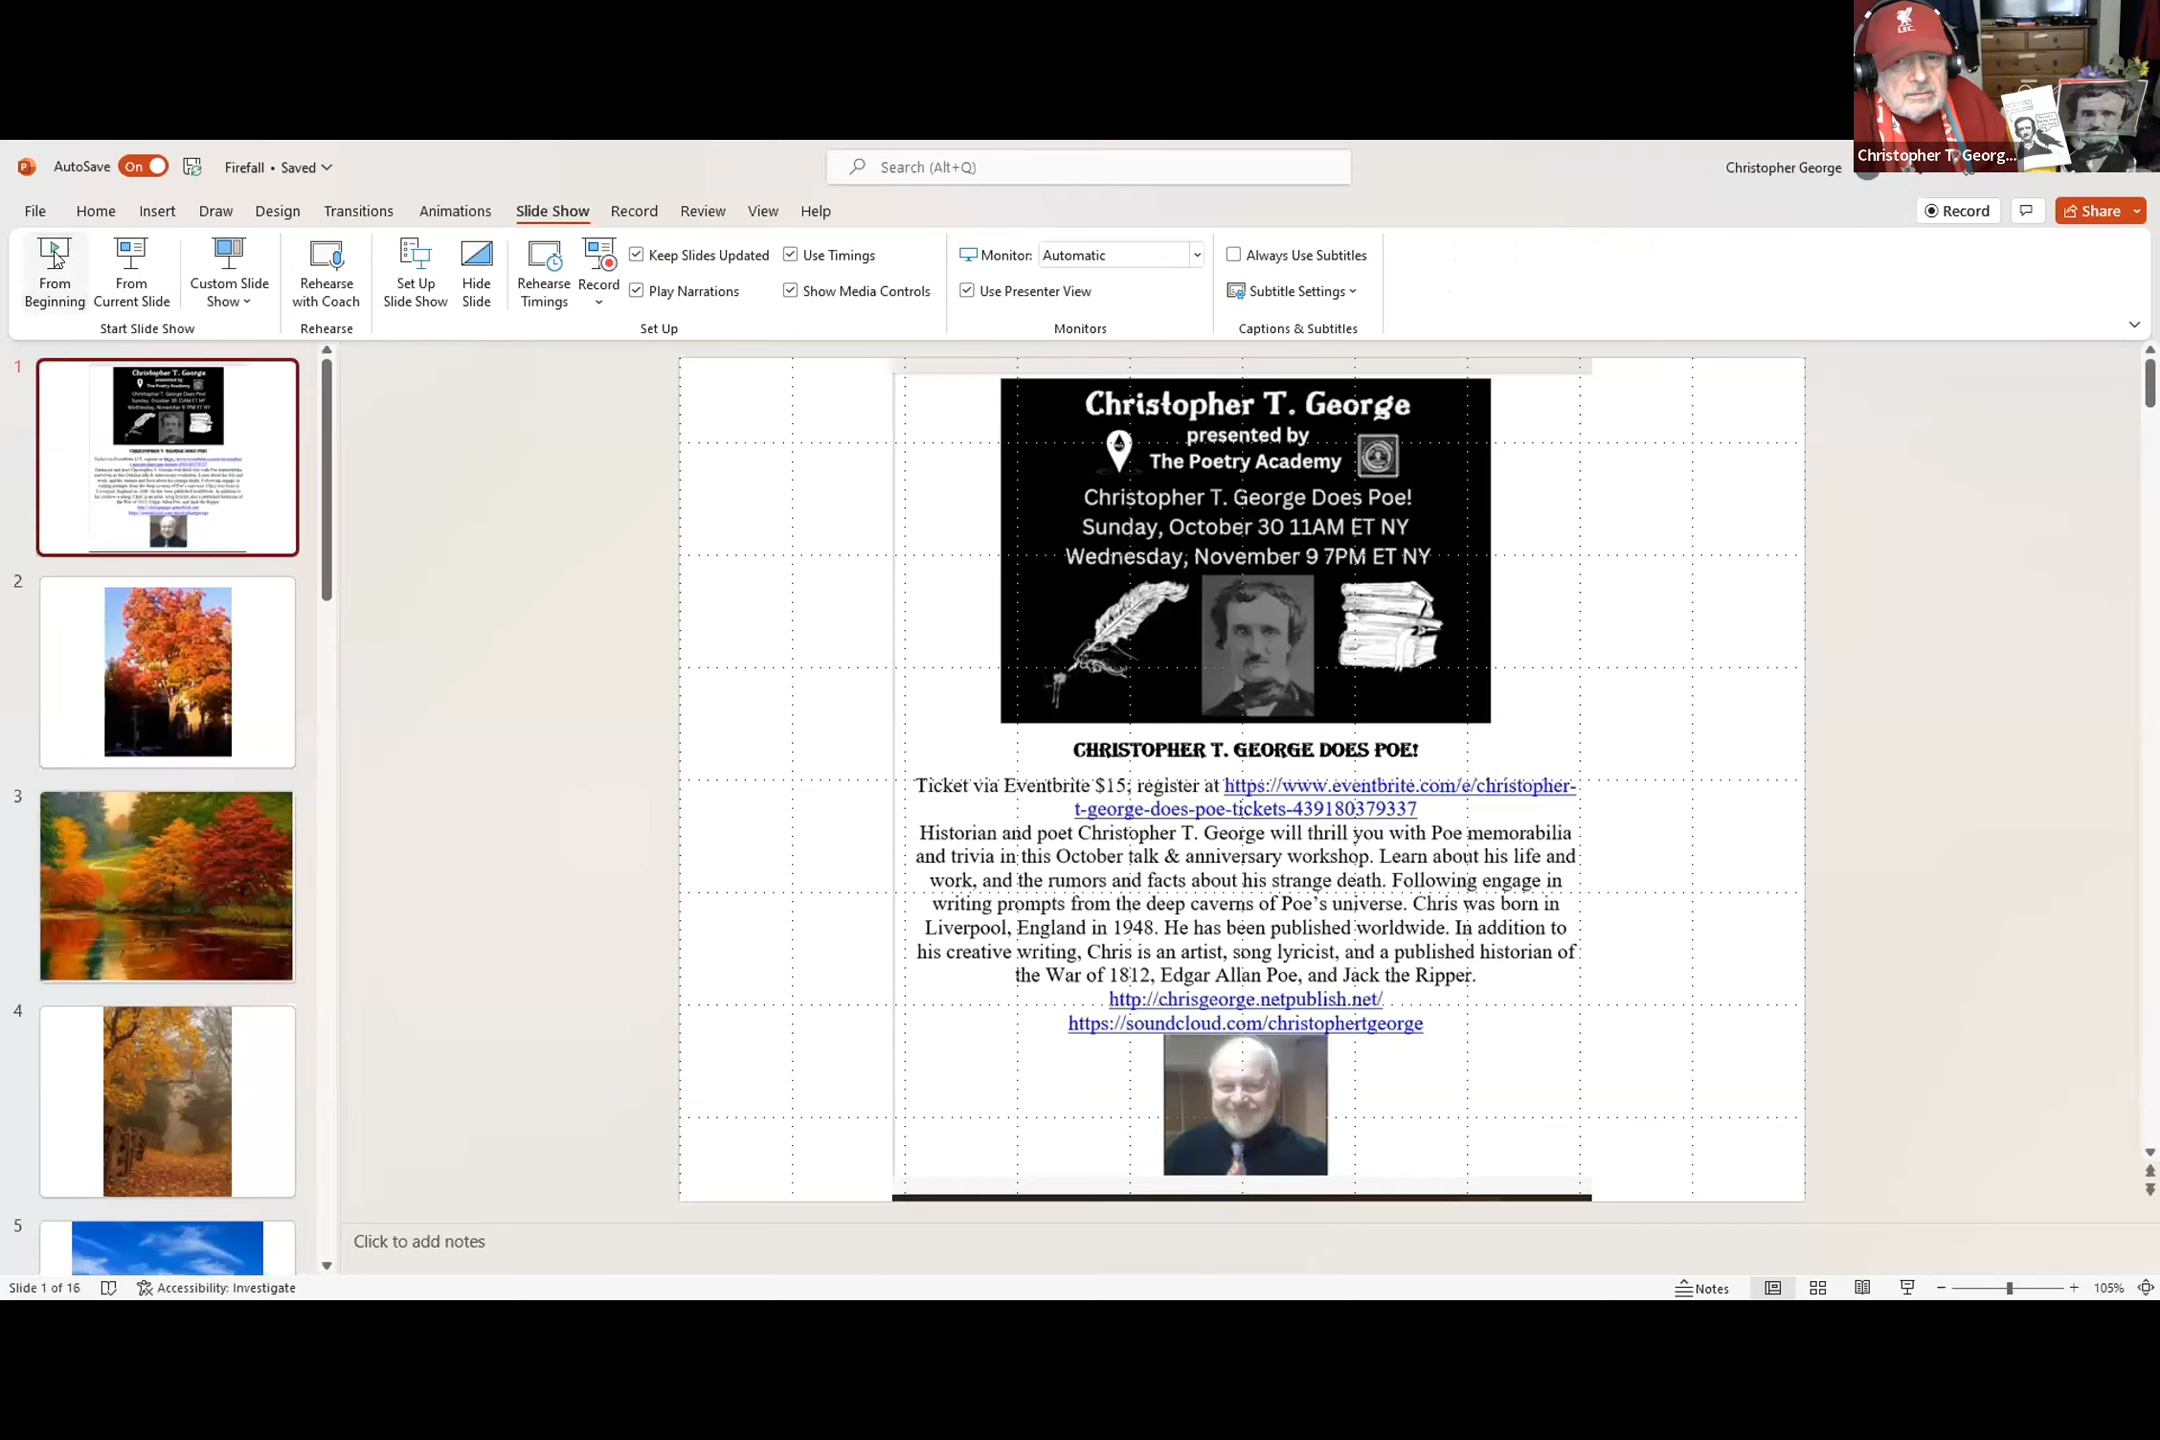 LFC
Christopher T. Georg...
AutoSave On Firefall • Saved
Search (Alt+Q)
Christopher George
File Home Insert Draw Design Transitions Animations Slide Show Record Review View Help
Record Share
From Beginning
From Current Slide
Custom Slide Show
Start Slide Show
Rehearse with Coach
Rehearse
Set Up Slide Show
Hide Slide
Rehearse Timings
Record
Keep Slides Updated
Play Narrations
Use Timings
Show Media Controls
Set Up
Monitor: Automatic
Use Presenter View
Monitors
Always Use Subtitles
Subtitle Settings
Captions & Subtitles
1
2
3
4
5
Christopher T. George
presented by
The Poetry Academy
Christopher T. George Does Poe!
Sunday, October 30 11AM ET NY
Wednesday, November 9 7PM ET NY
CHRISTOPHER T. GEORGE DOES POE!
Ticket via Eventbrite $15; register at https://www.eventbrite.com/e/christopher-
t-george-does-poe-tickets-439180379337
Historian and poet Christopher T. George will thrill you with Poe memorabilia
and trivia in this October talk & anniversary workshop. Learn about his life and
work, and the rumors and facts about his strange death. Following engage in
writing prompts from the deep caverns of Poe's universe. Chris was born in
Liverpool, England in 1948. He has been published worldwide. In addition to
his creative writing, Chris is an artist, song lyricist, and a published historian of
the War of 1812, Edgar Allan Poe, and Jack the Ripper.
http://chrisgeorge.netpublish.net/
https://soundcloud.com/christophertgeorge
Click to add notes
Slide 1 of 16 Accessibility: Investigate
Notes 105%